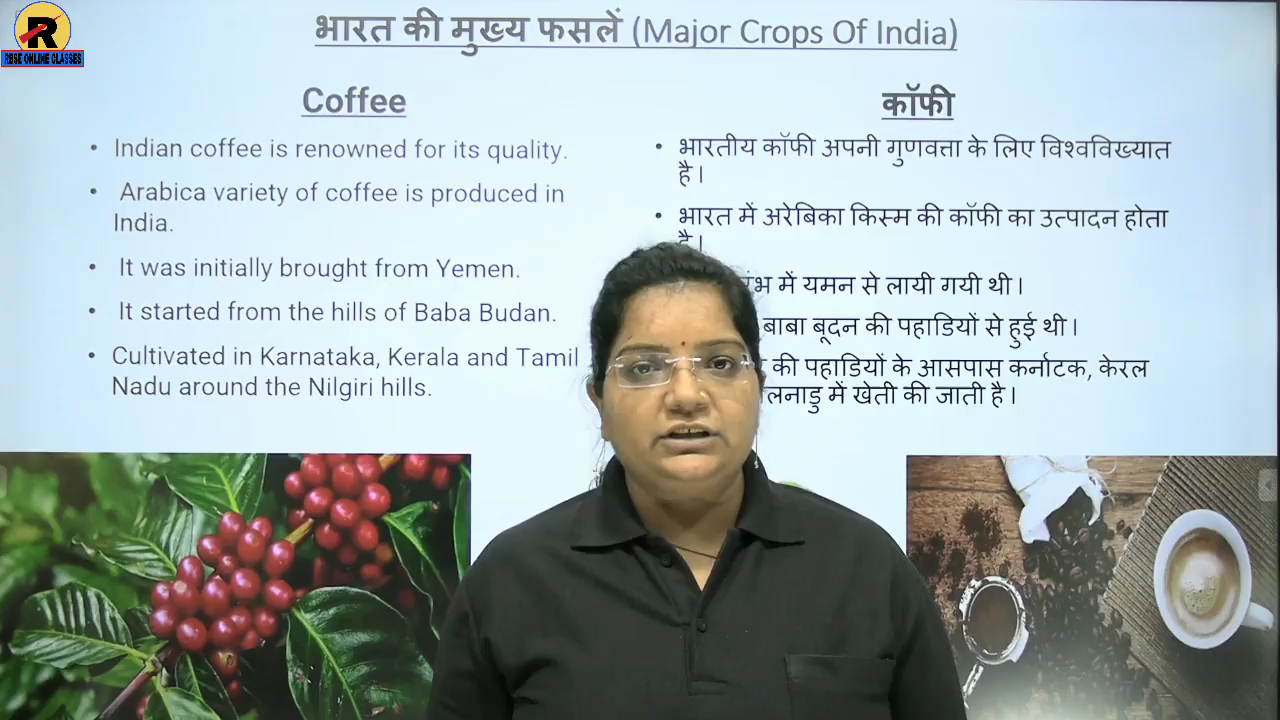 RBSE ONLINE CLASSES
भारत की मुख्य फसलें (Major Crops Of India)
Coffee
• Indian coffee is renowned for its quality.
• Arabica variety of coffee is produced in
India.
• It was initially brought from Yemen.
• It started from the hills of Baba Budan.
• Cultivated in Karnataka, Kerala and Tamil
Nadu around the Nilgiri hills.
कॉफी
• भारतीय कॉफी अपनी गुणवत्ता के लिए विश्वविख्यात
है।
• भारत में अरेबिका किस्म की कॉफी का उत्पादन होता
है।
में यमन से लायी गयी थी।
बाबा बूदन की पहाडियों से हुई थी।
की पहाडियों के आसपास कर्नाटक, केरल
में खेती की जाती है।